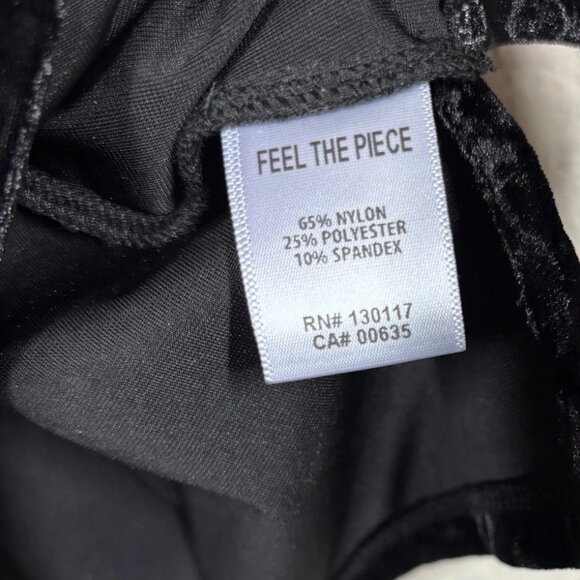 FEEL THE PIECE
65% NYLON
25% POLYESTER
10% SPANDEX
RN# 130117
CA# 00635